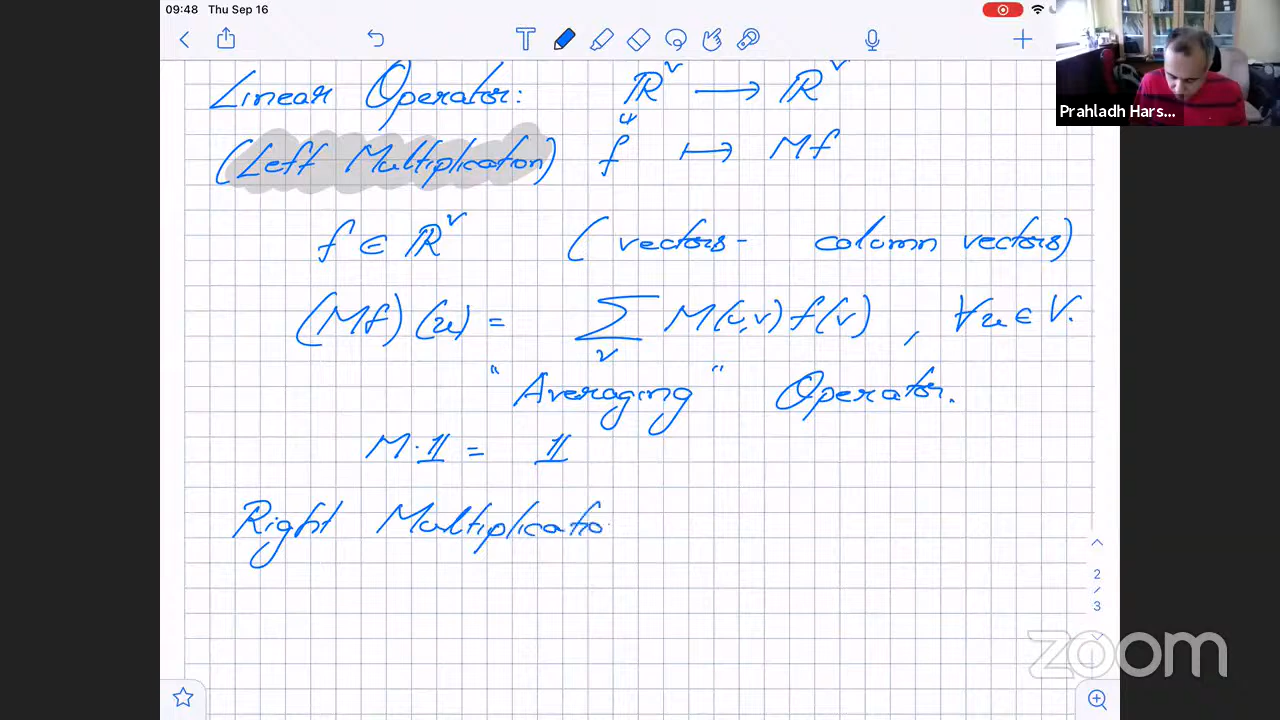 09:48 Thu Sep 16
Prahladh Hars...
Linear Operator: ℝ^V ⟶ ℝ^V
(Left Multiplication) f ↦ Mf
f ∈ ℝ^V (vectors - column vectors)
(Mf)(u) = ∑_v M(u,v) f(v) , ∀u ∈ V.
"Averaging" Operator.
M·𝟙 = 𝟙
Right Multiplicatio
2
/
3
zoom